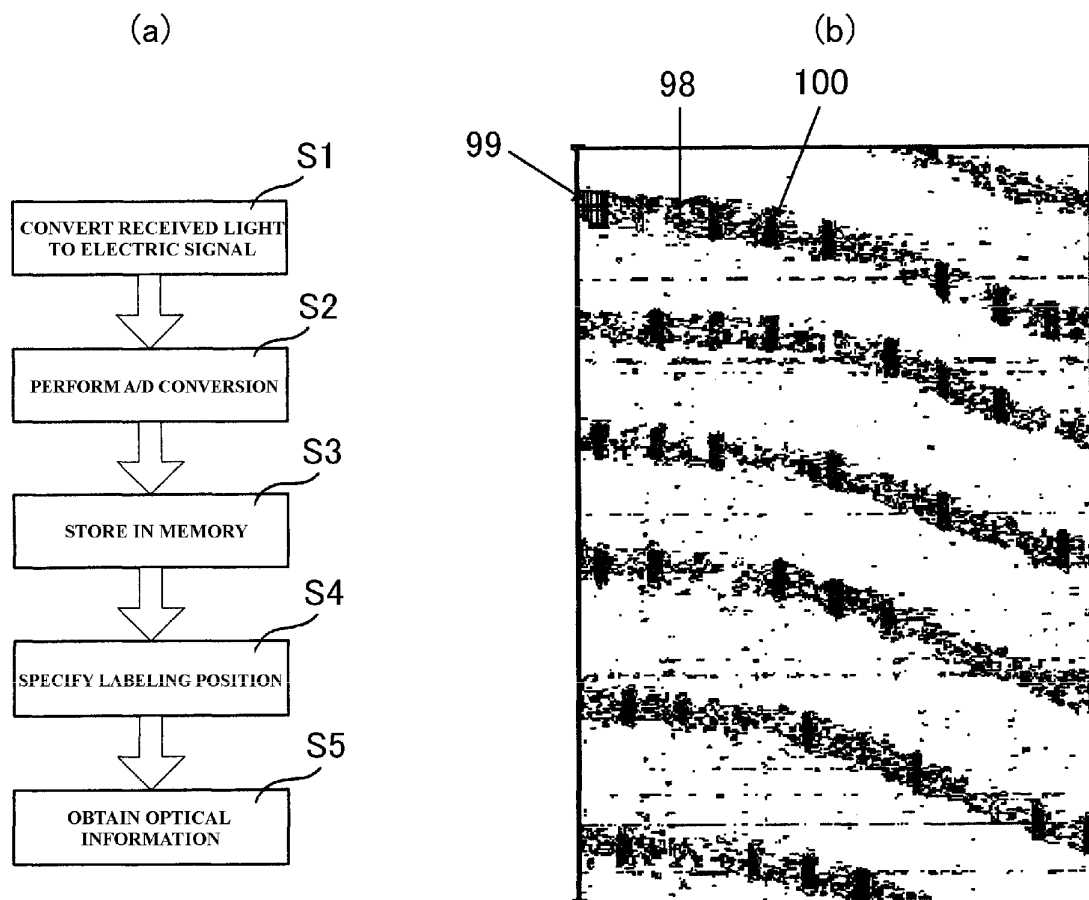 (a)
(b)
98
100
99
S1
CONVERT RECEIVED LIGHT
TO ELECTRIC SIGNAL
S2
PERFORM A/D CONVERSION
S3
STORE IN MEMORY
S4
SPECIFY LABELING POSITION
S5
OBTAIN OPTICAL
INFORMATION